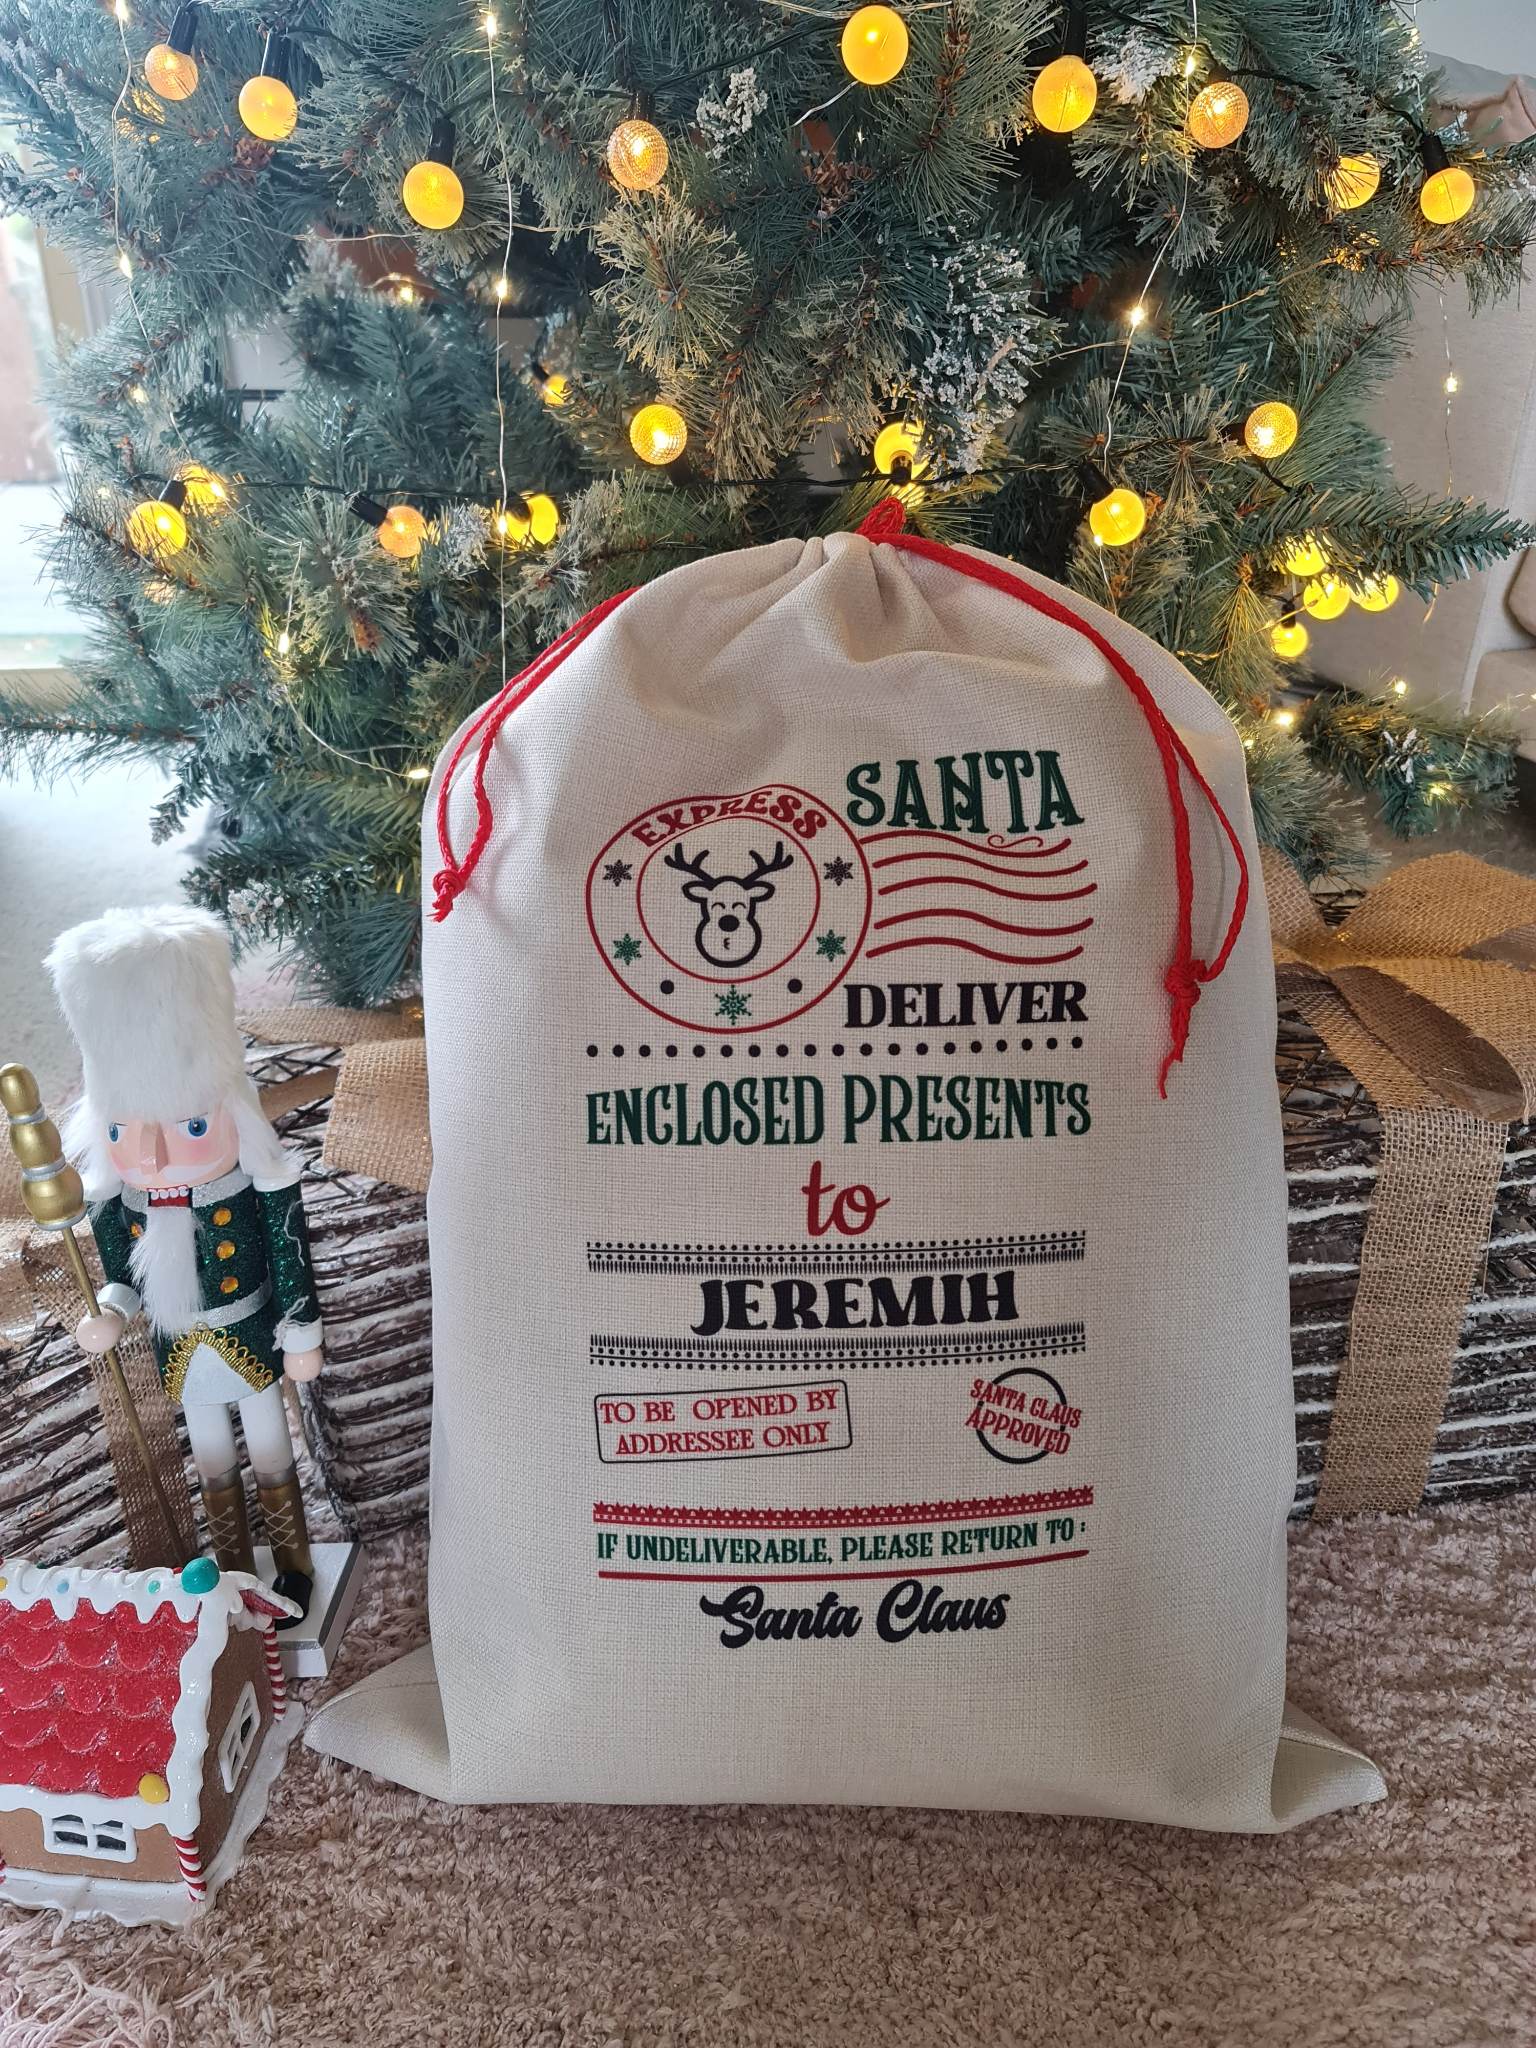 SANTA
EXPRESS
DELIVER
ENCLOSED PRESENTS
to
JEREMIH
TO BE OPENED BY
ADDRESSEE ONLY
SANTA CLAUS
APPROVED
IF UNDELIVERABLE, PLEASE RETURN TO :
Santa Claus